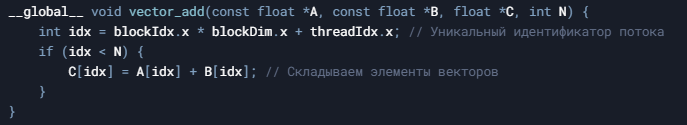 __global__ void vector_add(const float *A, const float *B, float *C, int N) {
    int idx = blockIdx.x * blockDim.x + threadIdx.x; // Уникальный идентификатор потока
    if (idx < N) {
        C[idx] = A[idx] + B[idx]; // Складываем элементы векторов
    }
}